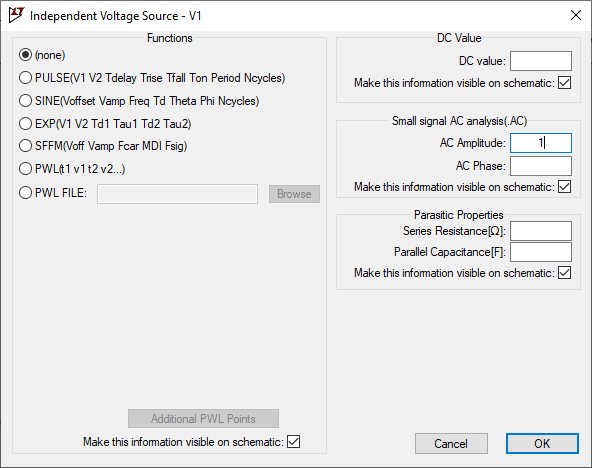 Independent Voltage Source - V1
Functions
(none)
PULSE(V1 V2 Tdelay Trise Tfall Ton Period Ncycles)
SINE(Voffset Vamp Freq Td Theta Phi Ncycles)
EXP(V1 V2 Td1 Tau1 Td2 Tau2)
SFFM(Voff Vamp Fcar MDI Fsig)
PWL(t1 v1 t2 v2...)
PWL FILE:
Browse
Additional PWL Points
Make this information visible on schematic:
DC Value
DC value:
Make this information visible on schematic:
Small signal AC analysis(.AC)
AC Amplitude: 1
AC Phase:
Make this information visible on schematic:
Parasitic Properties
Series Resistance[Ω]:
Parallel Capacitance[F]:
Make this information visible on schematic:
Cancel
OK